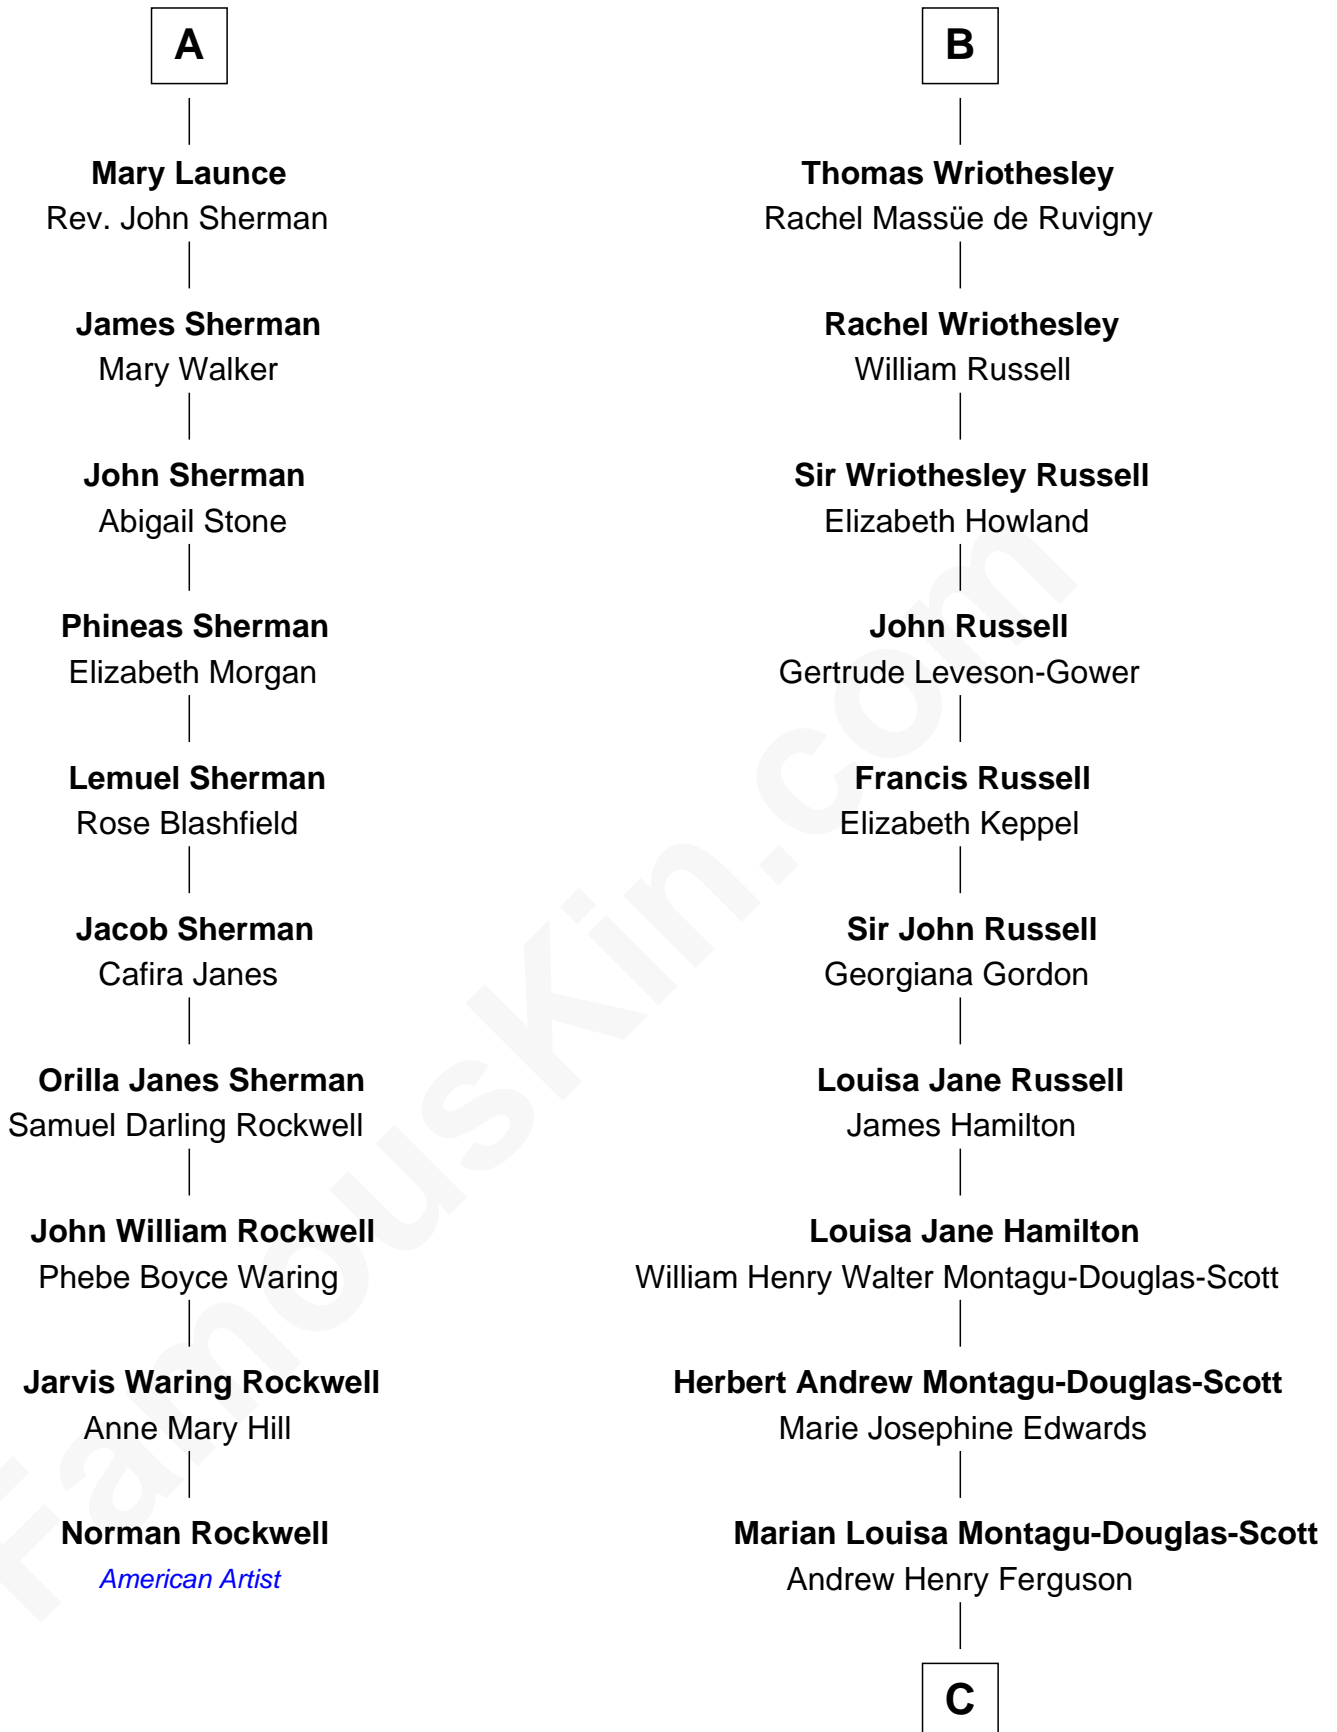 A
Mary Launce
Rev. John Sherman
James Sherman
Mary Walker
John Sherman
Abigail Stone
Phineas Sherman
Elizabeth Morgan
Lemuel Sherman
Rose Blashfield
Jacob Sherman
Cafira Janes
Orilla Janes Sherman
Samuel Darling Rockwell
John William Rockwell
Phebe Boyce Waring
Jarvis Waring Rockwell
Anne Mary Hill
Norman Rockwell
American Artist
B
Thomas Wriothesley
Rachel Massüe de Ruvigny
Rachel Wriothesley
William Russell
Sir Wriothesley Russell
Elizabeth Howland
John Russell
Gertrude Leveson-Gower
Francis Russell
Elizabeth Keppel
Sir John Russell
Georgiana Gordon
Louisa Jane Russell
James Hamilton
Louisa Jane Hamilton
William Henry Walter Montagu-Douglas-Scott
Herbert Andrew Montagu-Douglas-Scott
Marie Josephine Edwards
Marian Louisa Montagu-Douglas-Scott
Andrew Henry Ferguson
C
FamousKin.com